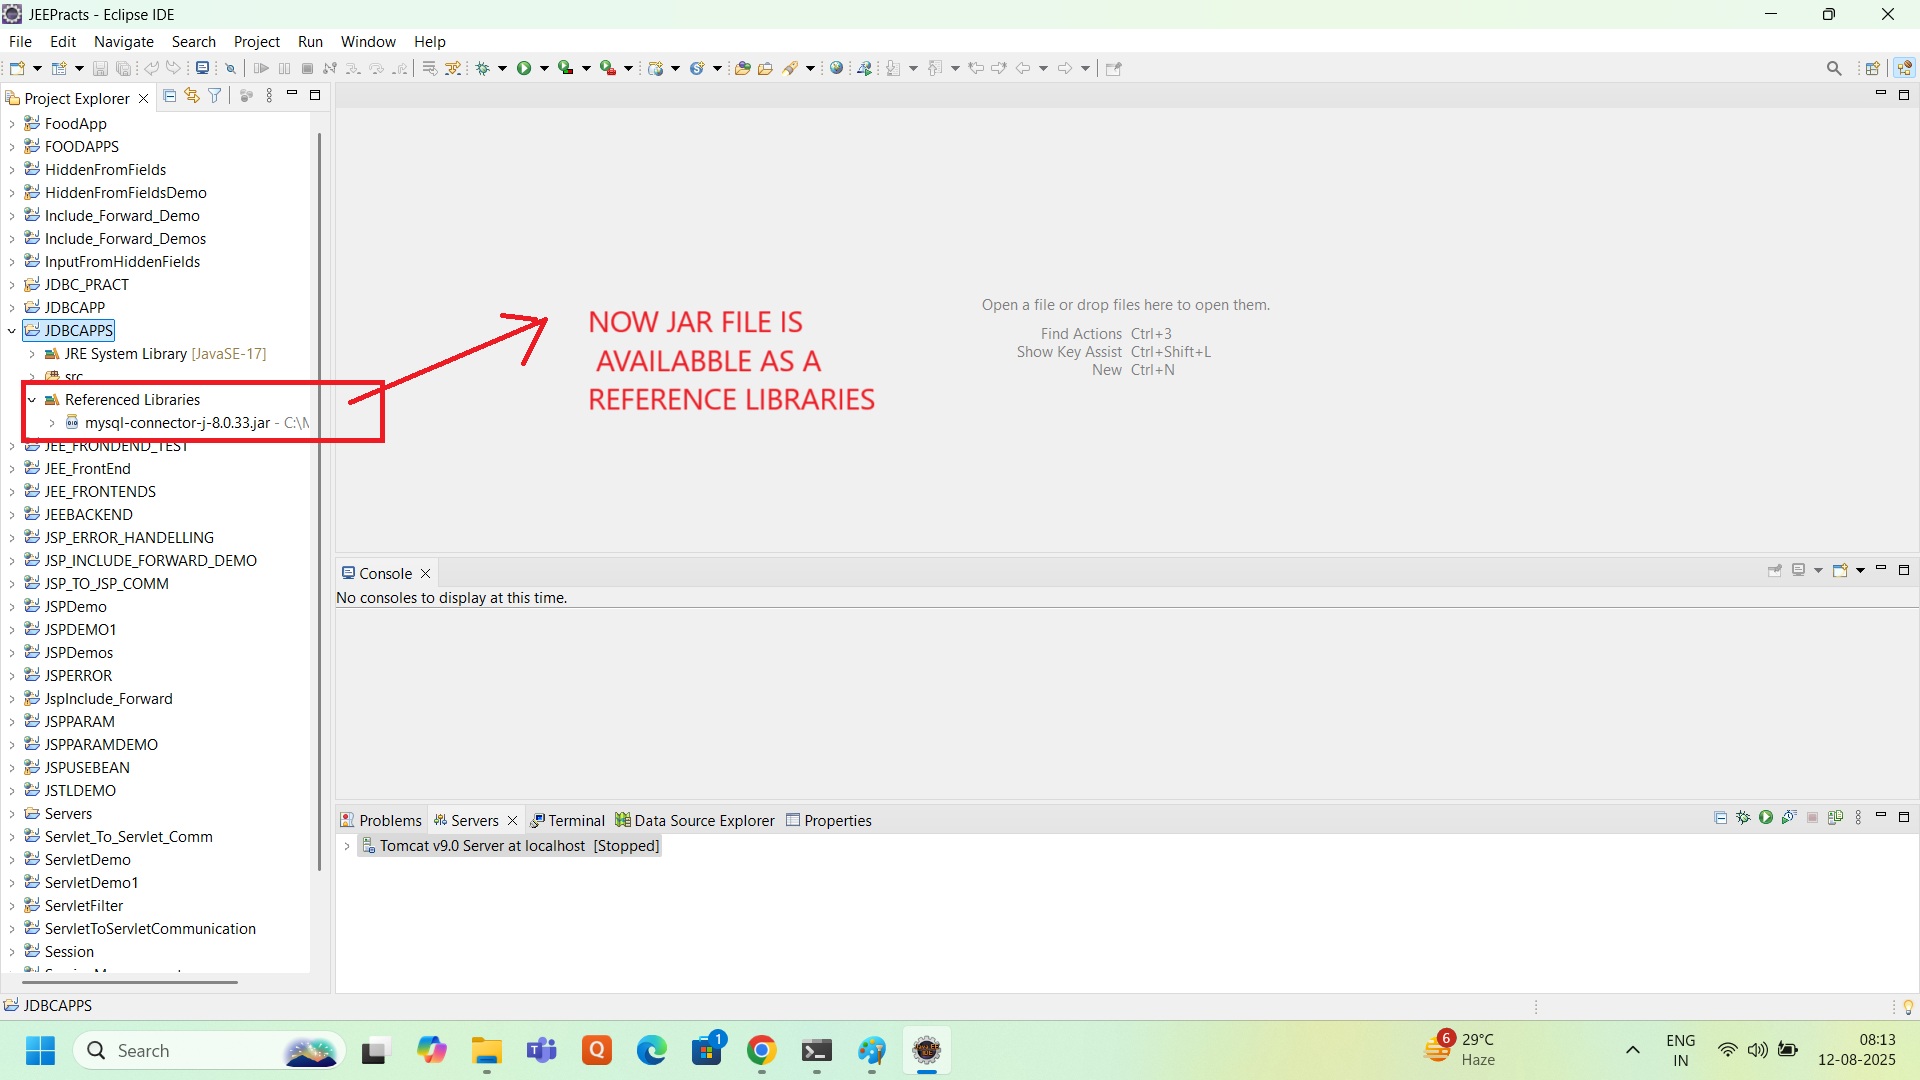 JEEPracts - Eclipse IDE
File Edit Navigate Search Project Run Window Help
Project Explorer
FoodApp
FOODAPPS
HiddenFromFields
HiddenFromFieldsDemo
Include_Forward_Demo
Include_Forward_Demos
InputFromHiddenFields
JDBC_PRACT
JDBCAPP
JDBCAPPS
JRE System Library [JavaSE-17]
src
Referenced Libraries
mysql-connector-j-8.0.33.jar - C:\M
JEE_FRONDEND_TEST
JEE_FrontEnd
JEE_FRONTENDS
JEEBACKEND
JSP_ERROR_HANDELLING
JSP_INCLUDE_FORWARD_DEMO
JSP_TO_JSP_COMM
JSPDemo
JSPDEMO1
JSPDemos
JSPERROR
JspInclude_Forward
JSPPARAM
JSPPARAMDEMO
JSPUSEBEAN
JSTLDEMO
Servers
Servlet_To_Servlet_Comm
ServletDemo
ServletDemo1
ServletFilter
ServletToServletCommunication
Session
NOW JAR FILE IS
AVAILABBLE AS A
REFERENCE LIBRARIES
Open a file or drop files here to open them.
Find Actions Ctrl+3
Show Key Assist Ctrl+Shift+L
New Ctrl+N
Console
No consoles to display at this time.
Problems Servers Terminal Data Source Explorer Properties
Tomcat v9.0 Server at localhost [Stopped]
JDBCAPPS
Search
1
6
29°C
Haze
ENG
IN
08:13
12-08-2025